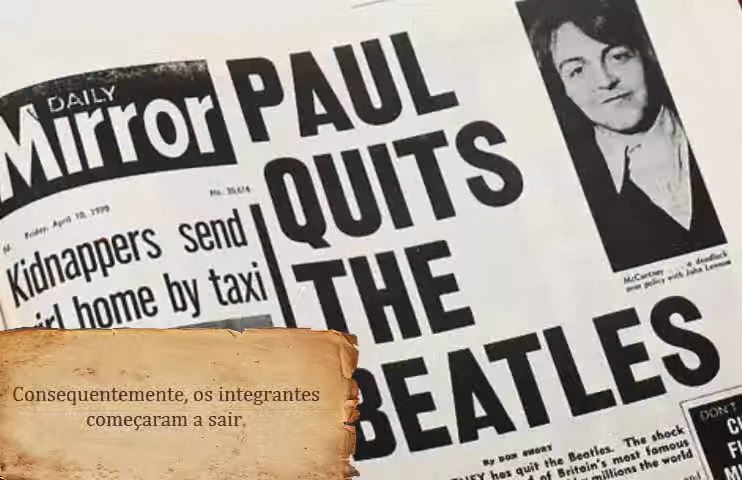 DAILY
Mirror
PAUL
QUITS
THE
BEATLES
Friday, April 10, 1970
No. 20,616
Kidnappers send
girl home by taxi
McCartney . . . a deadlock
over policy with John Lennon
Consequentemente, os integrantes
começaram a sair.
By DON SHORT
has quit the Beatles. The shock
of Britain's most famous
millions the world
and
DON'T